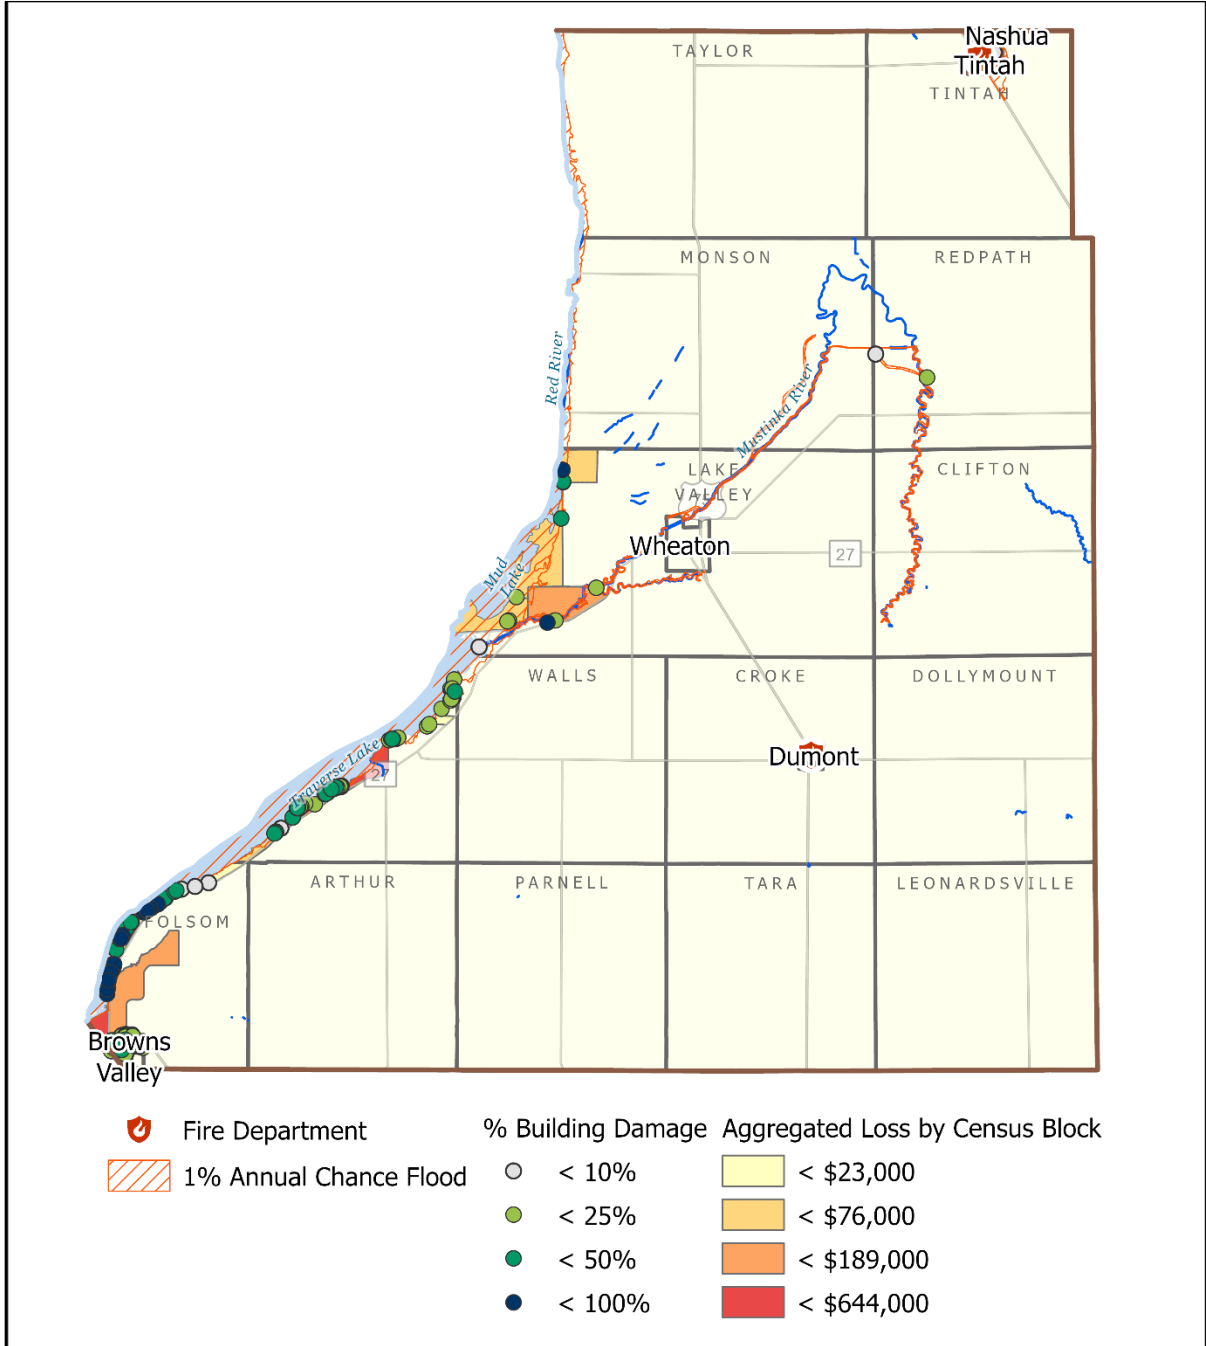 Nashua
TAYLOR
Tintah
TINTAH
MONSON
REDPATH
Red River
Mustinka River
LAKE
VALLEY
CLIFTON
Wheaton
27
Mud
Lake
WALLS
CROKE
DOLLYMOUNT
Dumont
Traverse Lake
27
ARTHUR
PARNELL
TARA
LEONARDSVILLE
FOLSOM
Browns
Valley
Fire Department
1% Annual Chance Flood
% Building Damage
< 10%
< 25%
< 50%
< 100%
Aggregated Loss by Census Block
< $23,000
< $76,000
< $189,000
< $644,000